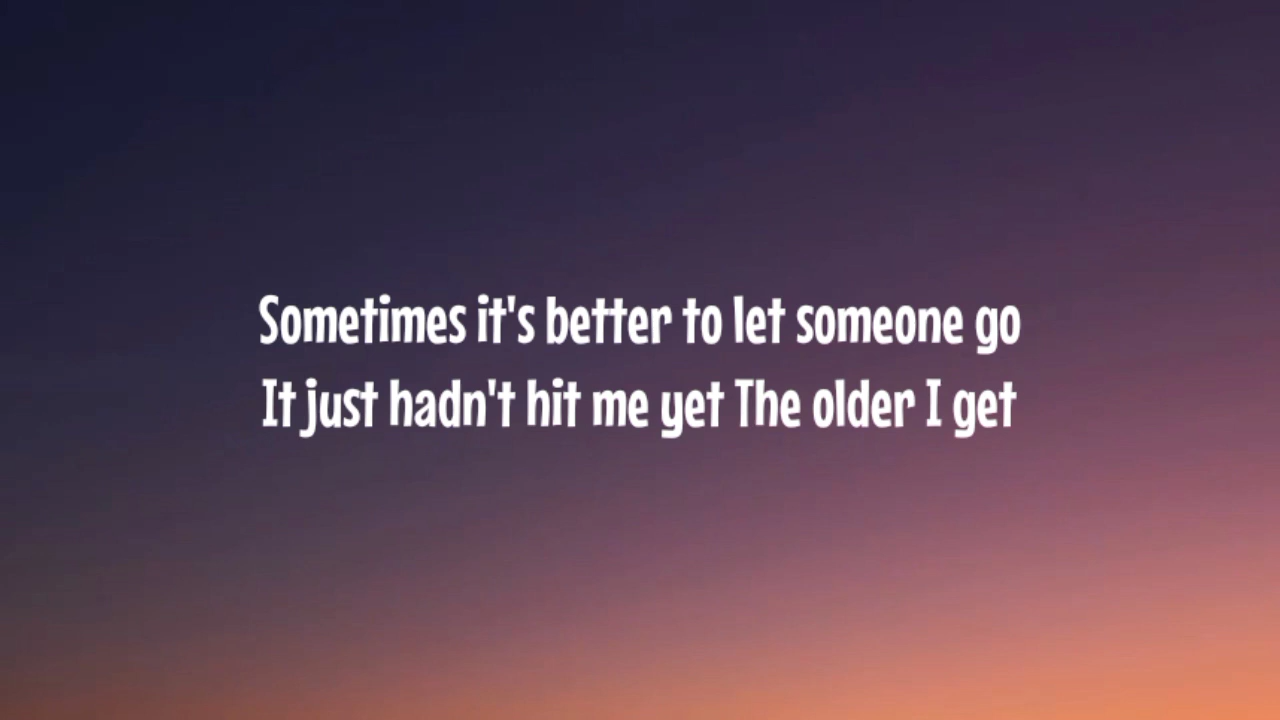 Sometimes it's better to let someone go
It just hadn't hit me yet The older I get